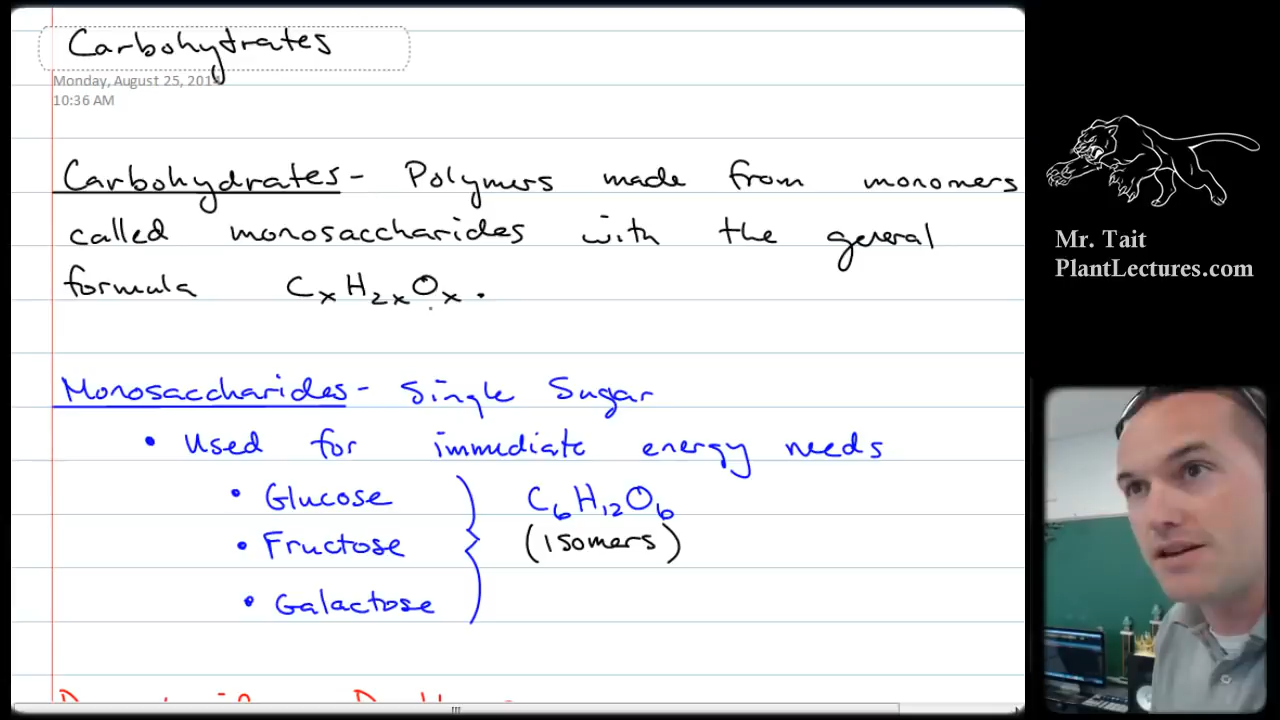 Carbohydrates
Monday, August 25, 2014
10:36 AM
Carbohydrates - Polymers made from monomers
called monosaccharides with the general
formula CxH2xOx.
Monosaccharides - Single Sugar
• Used for immediate energy needs
• Glucose
C6H12O6
• Fructose
(isomers)
• Galactose
Mr. Tait
PlantLectures.com